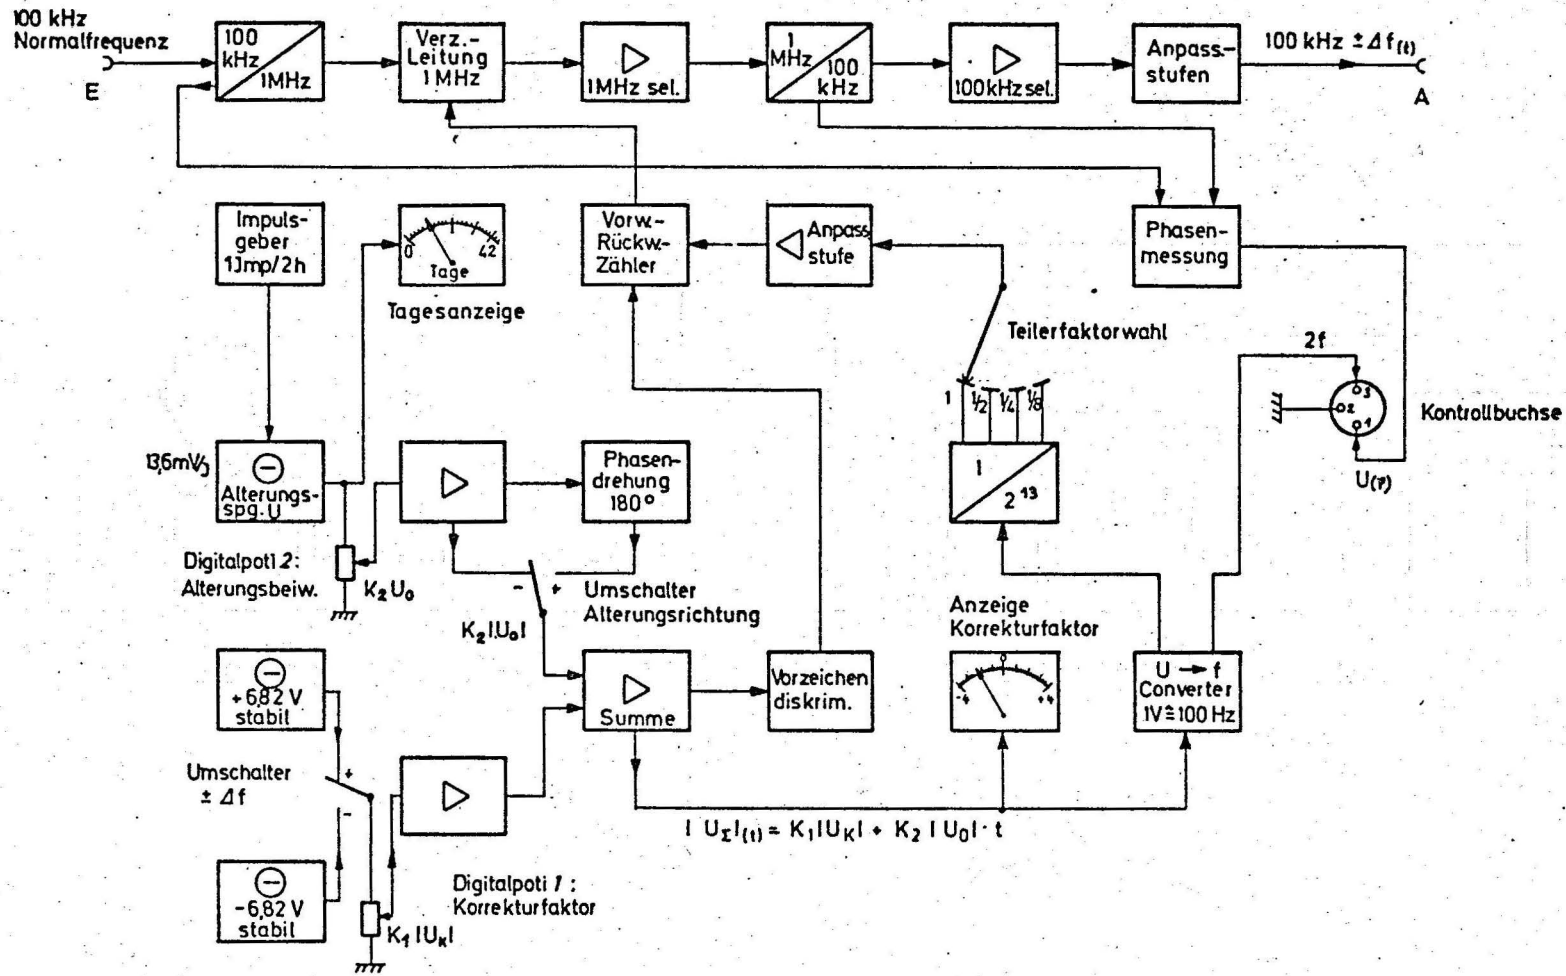 100 kHz
Normalfrequenz
E
100
kHz
1MHz
Verz.-
Leitung
1 MHz
1MHz sel.
1
MHz
100
kHz
100kHz sel.
Anpass.-
stufen
100 kHz ±Δf(t)
A
Impuls-
geber
1Jmp/2h
0
42
Tage
Tagesanzeige
Vorw.-
Rückw.-
Zähler
Anpass.
stufe
Phasen-
messung
Teilerfaktorwahl
1
1/2
1/4
1/8
2f
3
2
1
Kontrollbuchse
U(φ)
13,6mV/J
Alterungs-
spg. U
Phasen-
drehung
180°
1
2¹³
Digitalpoti 2:
Alterungsbeiw.
K₂U₀
- +
Umschalter
Alterungsrichtung
K₂|U₀|
Anzeige
Korrekturfaktor
-4
0
+4
U → f
Converter
1V≙100 Hz
+6,82 V
stabil
Summe
Vorzeichen
diskrim.
Umschalter
± Δf
+
-
|U_Σ|(t) = K₁|U_K| + K₂|U₀|·t
-6,82 V
stabil
Digitalpoti 1:
Korrekturfaktor
K₁|U_K|